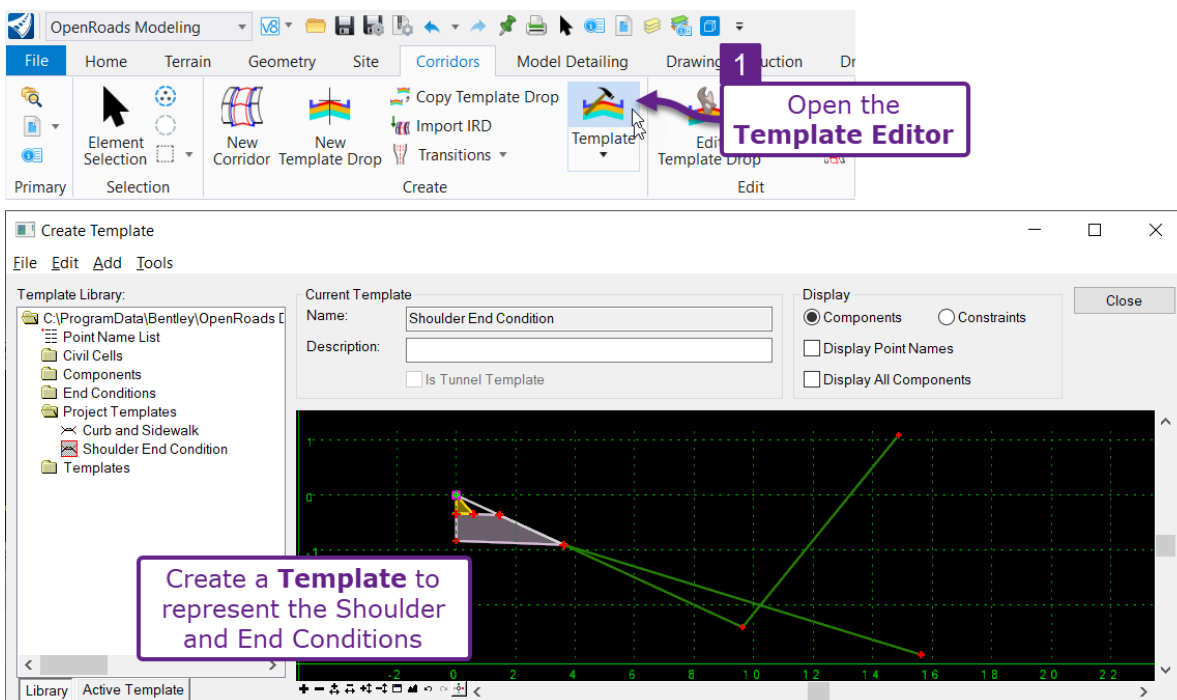 OpenRoads Modeling
V8
File Home Terrain Geometry Site Corridors Model Detailing Drawing
1
Open the
Template Editor
Element
Selection
New
Corridor
New
Template Drop
Copy Template Drop
Import IRD
Transitions
Template
Template Drop
Primary Selection Create Edit
Create Template
File Edit Add Tools
Template Library:
C:\ProgramData\Bentley\OpenRoads
Point Name List
Civil Cells
Components
End Conditions
Project Templates
Curb and Sidewalk
Shoulder End Condition
Templates
Current Template
Name: Shoulder End Condition
Description:
Is Tunnel Template
Display
Components Constraints
Display Point Names
Display All Components
Close
1
0
-1
Create a Template to
represent the Shoulder
and End Conditions
-2 0 2 4 6 8 10 12 14 16 18 20 22
Library Active Template